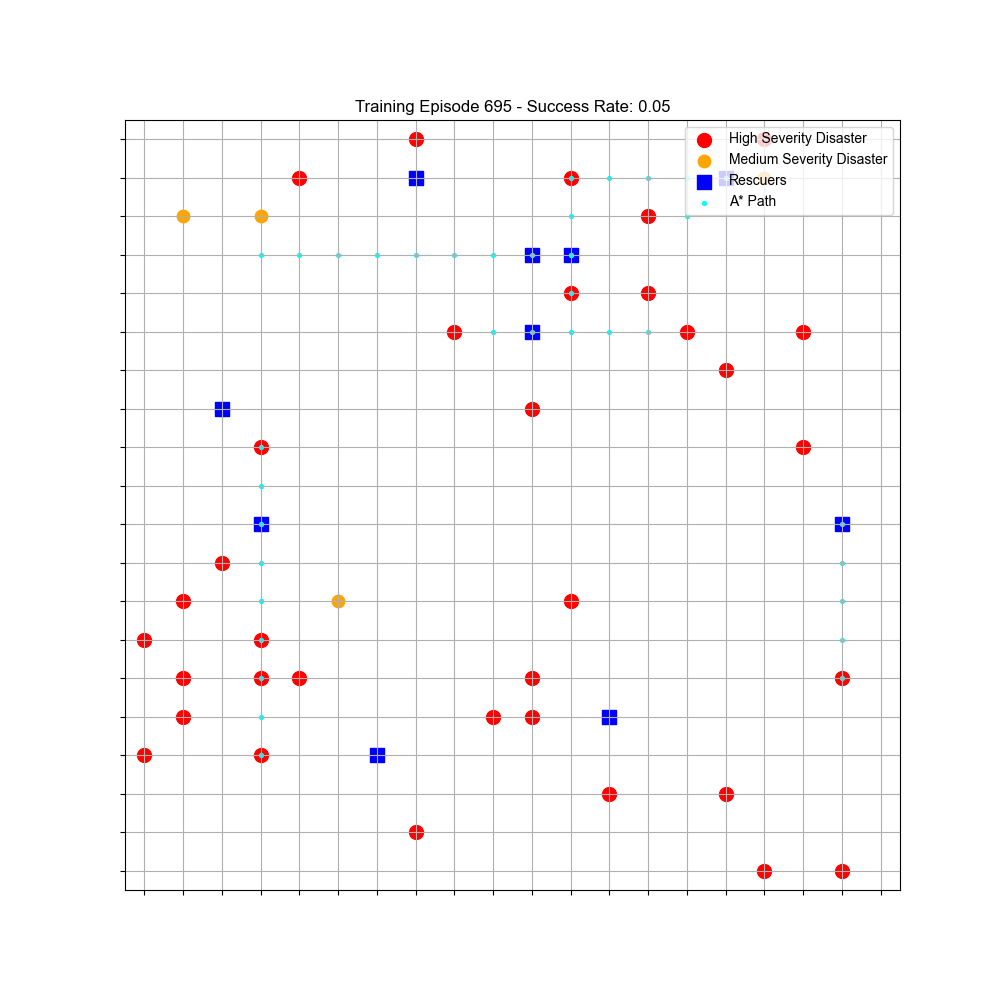 Training Episode 695 - Success Rate: 0.05
High Severity Disaster
Medium Severity Disaster
Rescuers
A* Path